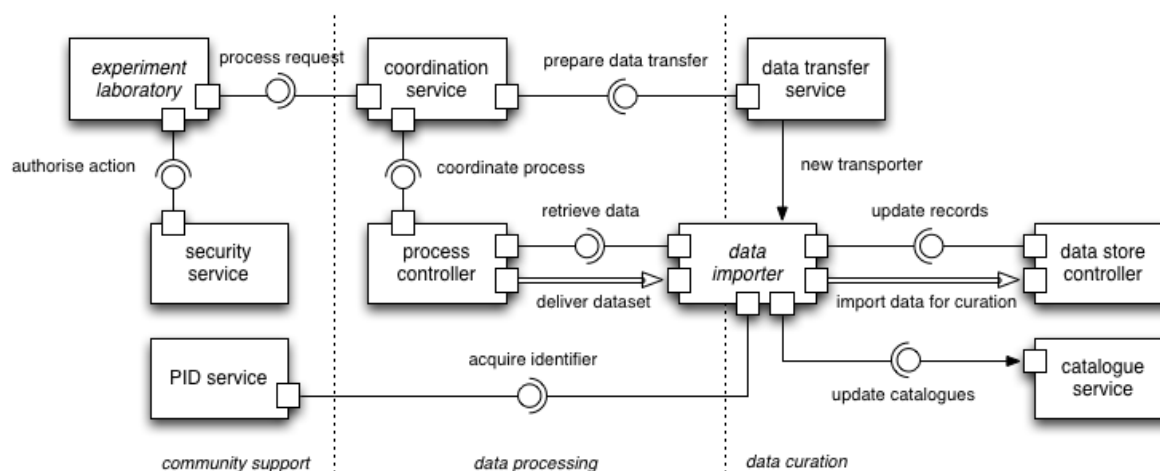 experiment
laboratory
process request
coordination
service
prepare data transfer
data transfer
service
authorise action
coordinate process
new transporter
security
service
process
controller
retrieve data
deliver dataset
data
importer
update records
import data for curation
data store
controller
PID service
acquire identifier
update catalogues
catalogue
service
community support
data processing
data curation